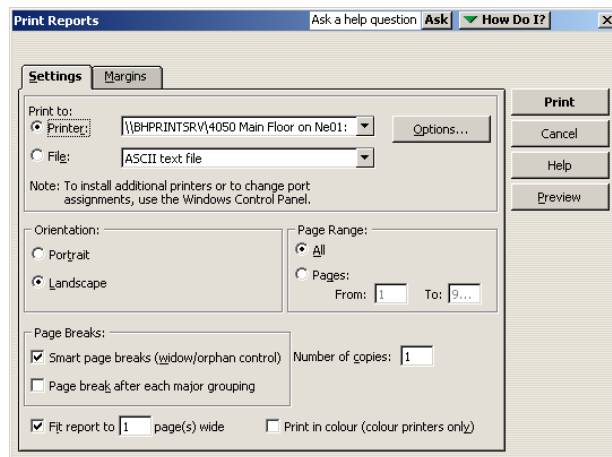 Print Reports Ask a help question Ask How Do I? X
Settings Margins
Print
Print to:
Printer: \\BHPRINTSRV\4050 Main Floor on Ne01: Options...
Cancel
File: ASCII text file
Help
Note: To install additional printers or to change port
assignments, use the Windows Control Panel.
Preview
Orientation:
Portrait
Landscape
Page Range:
All
Pages:
From: 1 To: 9...
Page Breaks:
Smart page breaks (widow/orphan control)
Page break after each major grouping
Number of copies: 1
Fit report to 1 page(s) wide Print in colour (colour printers only)